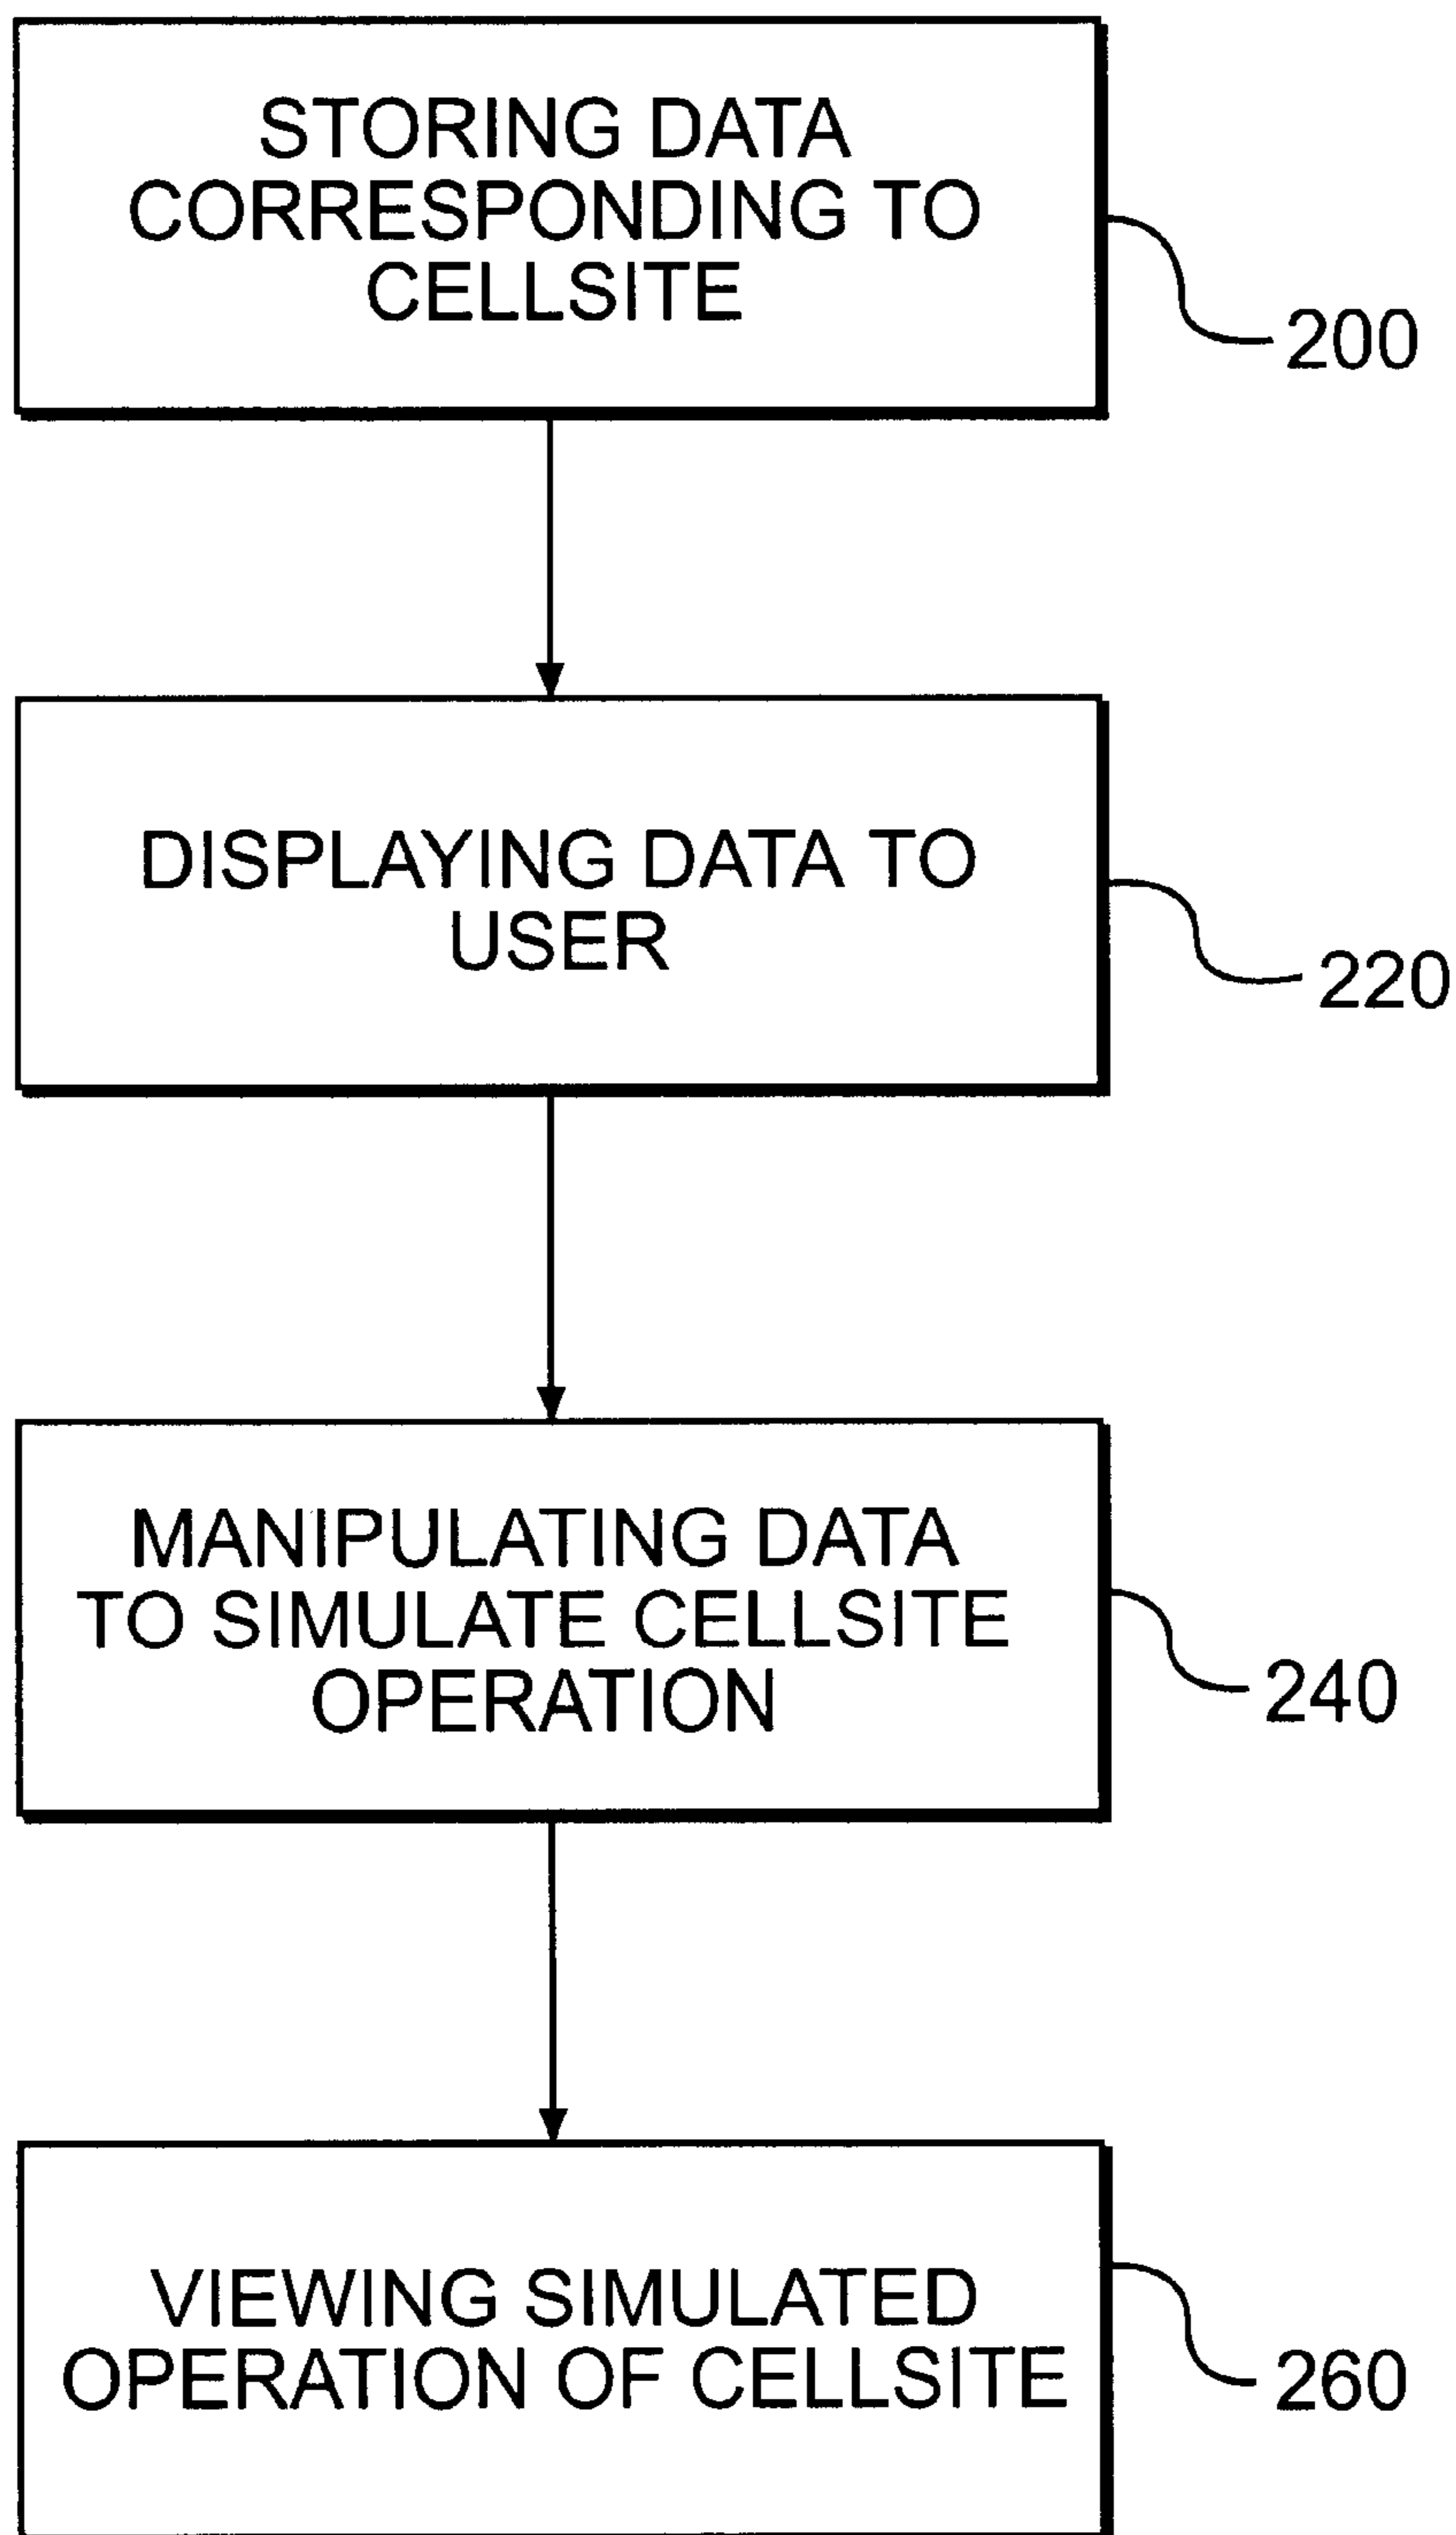 STORING DATA
CORRESPONDING TO
CELLSITE
200
DISPLAYING DATA TO
USER
220
MANIPULATING DATA
TO SIMULATE CELLSITE
OPERATION
240
VIEWING SIMULATED
OPERATION OF CELLSITE
260